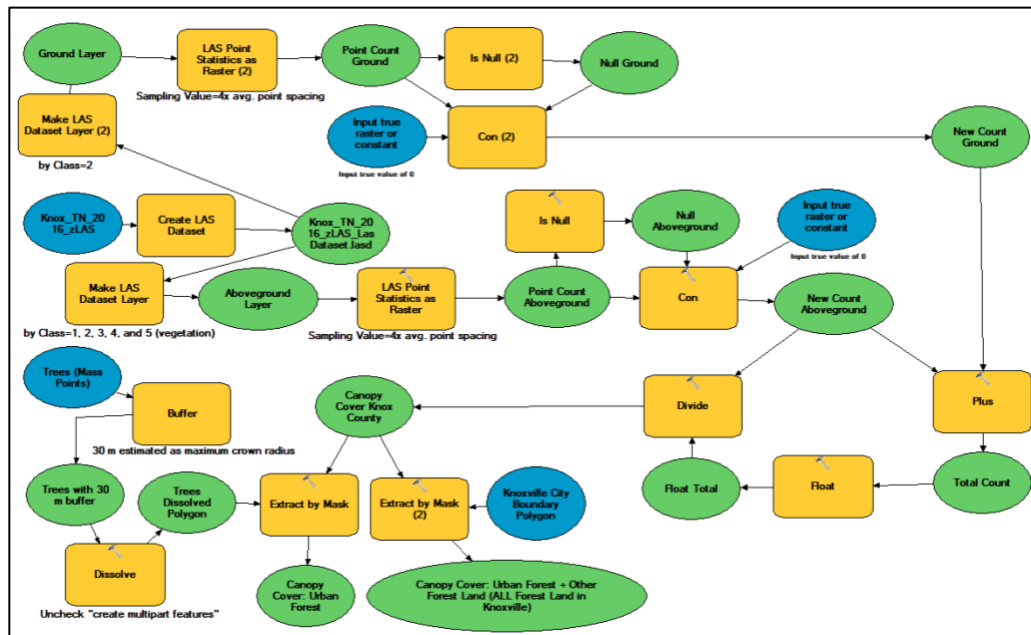 Ground Layer
LAS Point
Statistics as
Raster (2)
Sampling Value=4x avg. point spacing
Point Count
Ground
Is Null (2)
Null Ground
Make LAS
Dataset Layer (2)
by Class=2
Input true
raster or
constant
Input true value of 0
Con (2)
New Count
Ground
Knox_TN_20
16_zLAS
Create LAS
Dataset
Knox_TN_20
16_zLAS_Las
Dataset.lasd
Is Null
Null
Aboveground
Input true
raster or
constant
Input true value of 0
Make LAS
Dataset Layer
by Class=1, 2, 3, 4, and 5 (vegetation)
Aboveground
Layer
LAS Point
Statistics as
Raster
Sampling Value=4x avg. point spacing
Point Count
Aboveground
Con
New Count
Aboveground
Trees (Mass
Points)
Buffer
30 m estimated as maximum crown radius
Canopy
Cover Knox
County
Divide
Plus
Trees with 30
m buffer
Trees
Dissolved
Polygon
Extract by Mask
Extract by Mask
(2)
Knoxville City
Boundary
Polygon
Float Total
Float
Total Count
Dissolve
Uncheck "create multipart features"
Canopy
Cover: Urban
Forest
Canopy Cover: Urban Forest + Other
Forest Land (ALL Forest Land in
Knoxville)